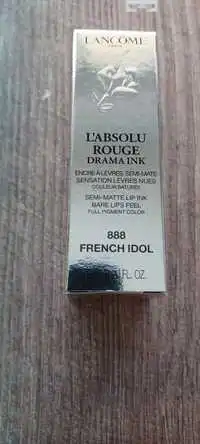 LANCÔME
PARIS
L'ABSOLU
ROUGE
DRAMA INK
ENCRE À LÈVRES SEMI-MATE
SENSATION LÈVRES NUES
COULEUR SATURÉE
SEMI-MATTE LIP INK
BARE LIPS FEEL
FULL PIGMENT COLOR
888
FRENCH IDOL
FL. OZ.